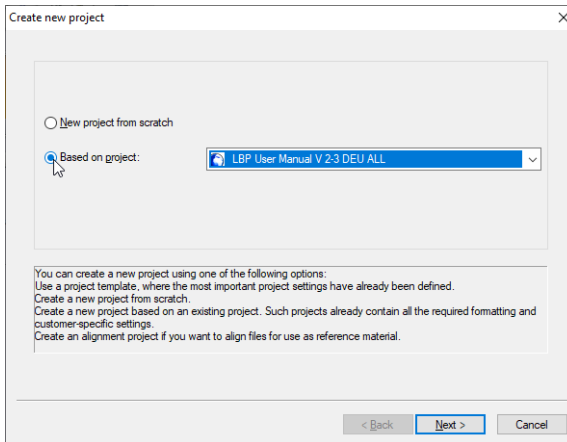 Create new project
New project from scratch
Based on project:
LBP User Manual V 2-3 DEU ALL
You can create a new project using one of the following options:
Use a project template, where the most important project settings have already been defined.
Create a new project from scratch.
Create a new project based on an existing project. Such projects already contain all the required formatting and
customer-specific settings.
Create an alignment project if you want to align files for use as reference material.
< Back
Next >
Cancel